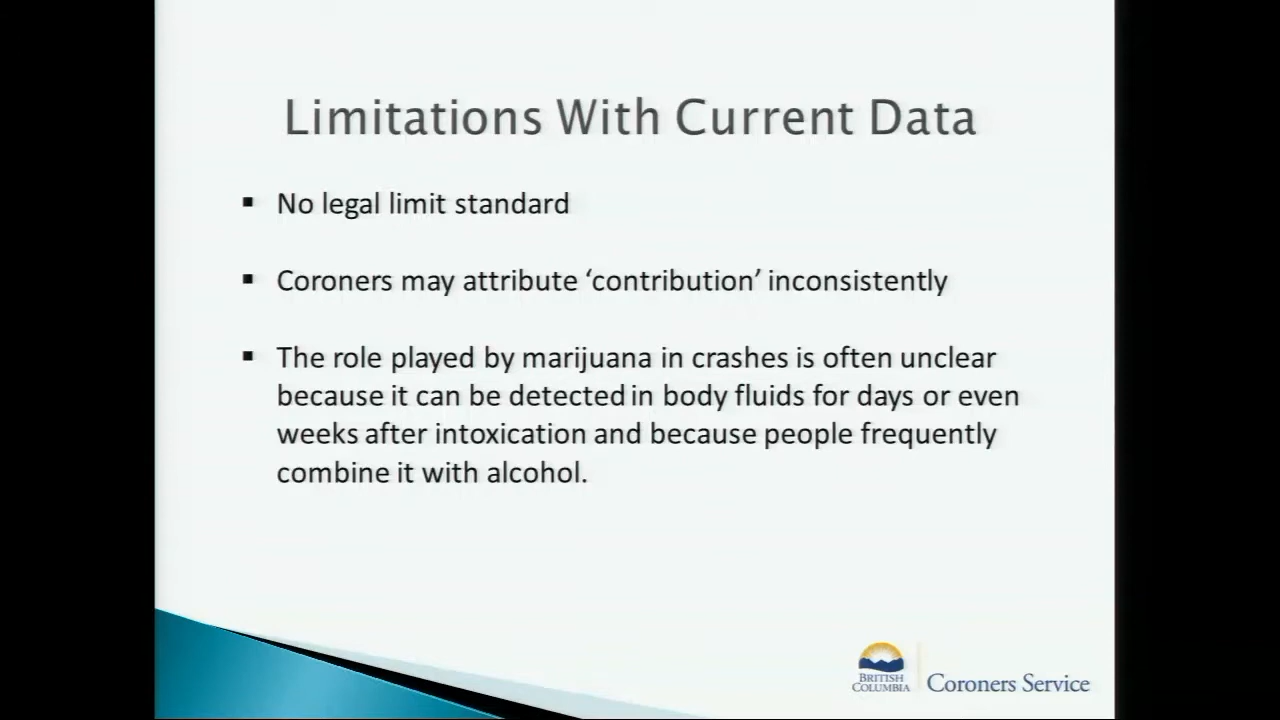 Limitations With Current Data
▪ No legal limit standard
▪ Coroners may attribute ‘contribution’ inconsistently
▪ The role played by marijuana in crashes is often unclear
because it can be detected in body fluids for days or even
weeks after intoxication and because people frequently
combine it with alcohol.
BRITISH
COLUMBIA
Coroners Service